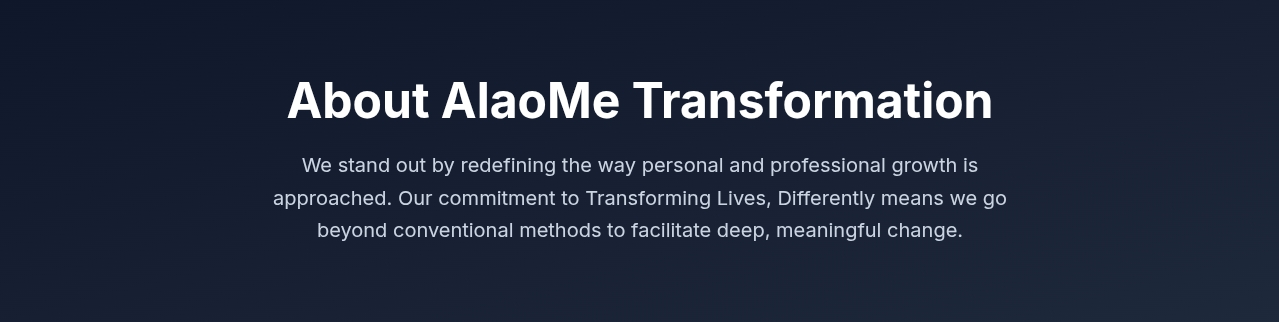 About AlaoMe Transformation
We stand out by redefining the way personal and professional growth is
approached. Our commitment to Transforming Lives, Differently means we go
beyond conventional methods to facilitate deep, meaningful change.